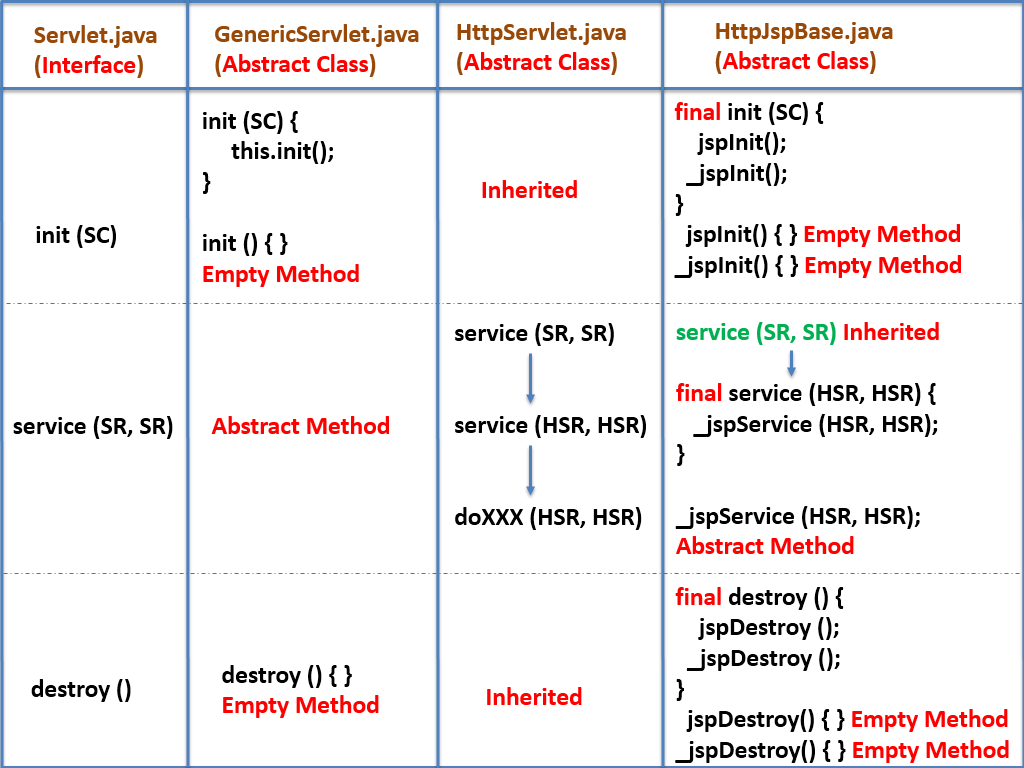 Servlet.java
(Interface)
GenericServlet.java
(Abstract Class)
HttpServlet.java
(Abstract Class)
HttpJspBase.java
(Abstract Class)
init (SC)
init (SC) {
this.init();
}
init () { }
Empty Method
Inherited
final init (SC) {
jspInit();
_jspInit();
}
jspInit() { } Empty Method
_jspInit() { } Empty Method
service (SR, SR)
Abstract Method
service (SR, SR)
service (HSR, HSR)
doXXX (HSR, HSR)
service (SR, SR) Inherited
final service (HSR, HSR) {
_jspService (HSR, HSR);
}
_jspService (HSR, HSR);
Abstract Method
destroy ()
destroy () { }
Empty Method
Inherited
final destroy () {
jspDestroy ();
_jspDestroy ();
}
jspDestroy() { } Empty Method
_jspDestroy() { } Empty Method